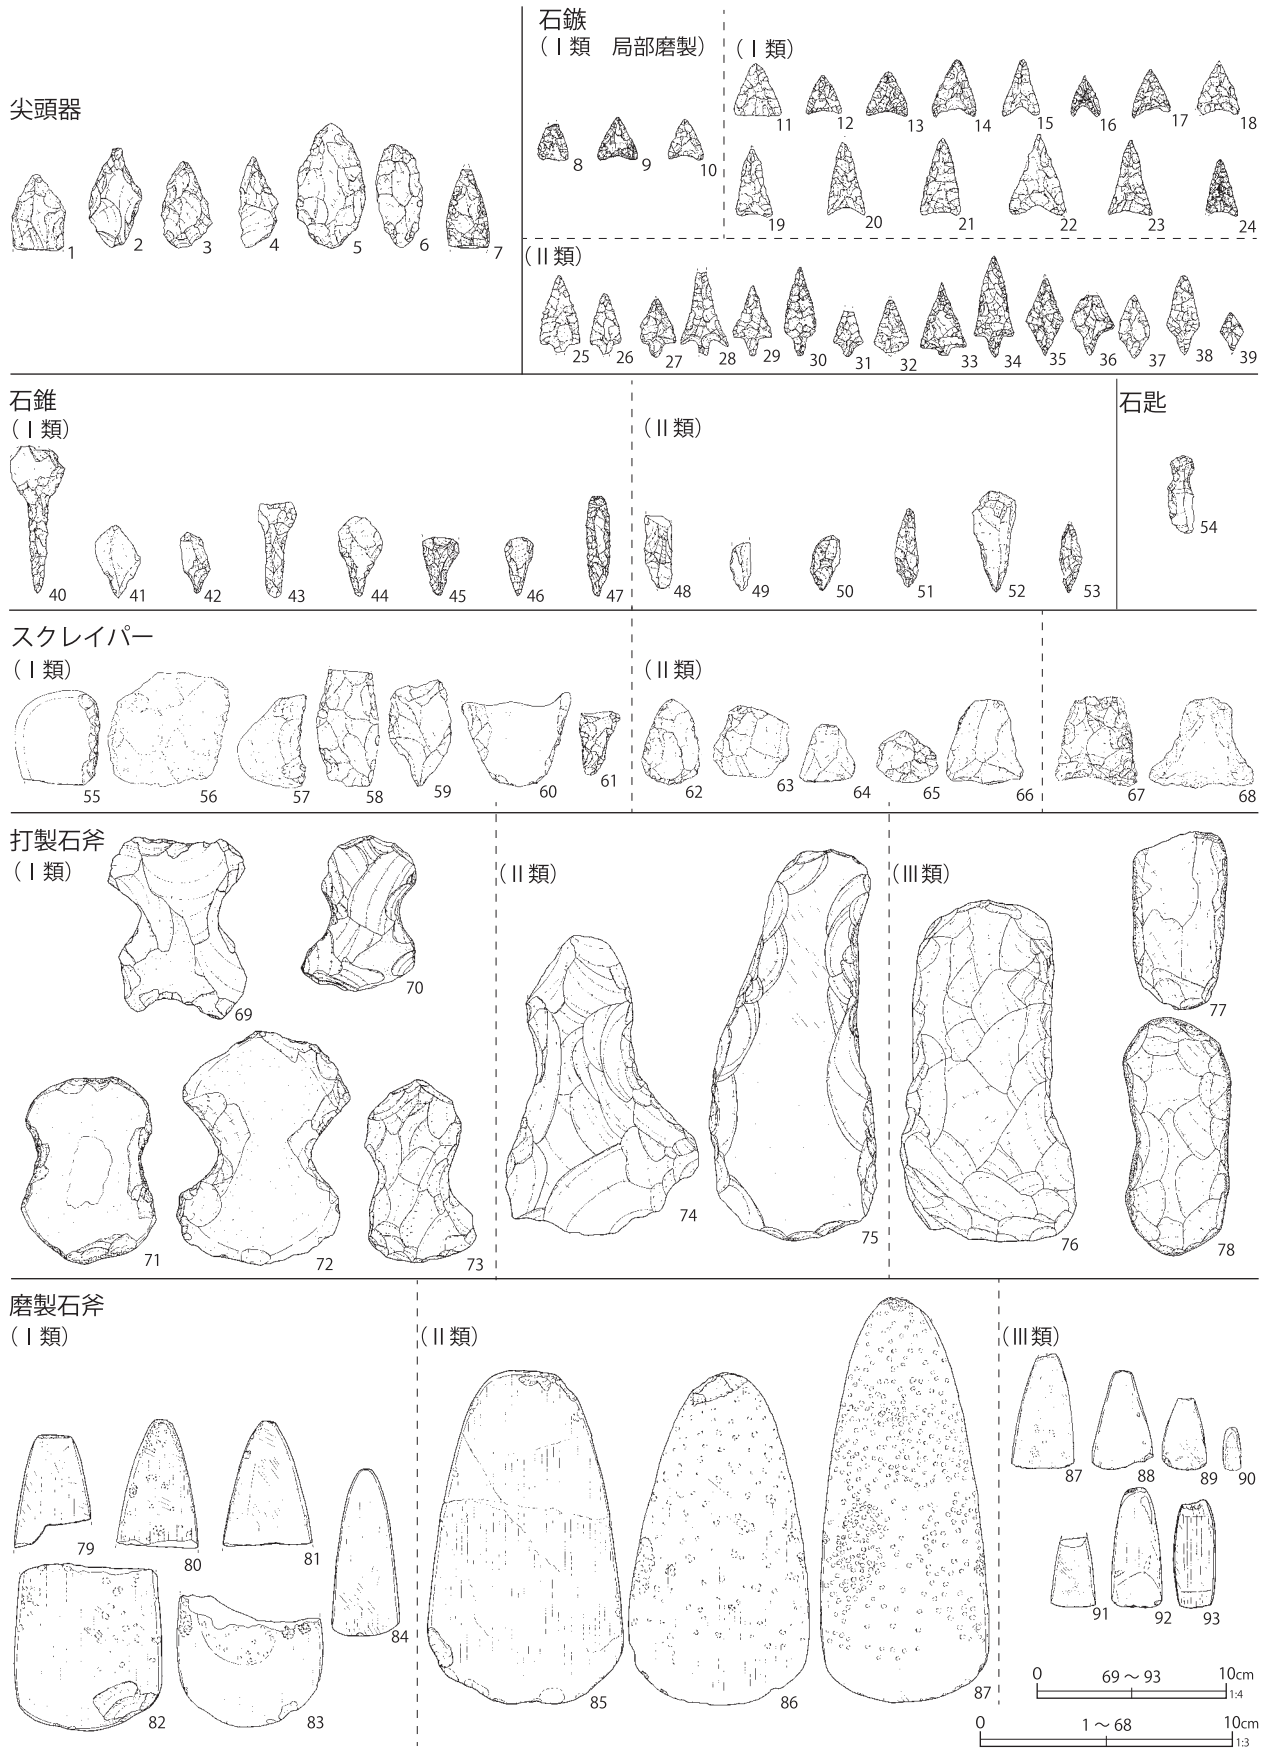 尖頭器
1 2 3 4 5 6 7
石鏃
（Ⅰ類　局部磨製）
8 9 10
（Ⅰ類）
11 12 13 14 15 16 17 18
19 20 21 22 23 24
（Ⅱ類）
25 26 27 28 29 30 31 32 33 34 35 36 37 38 39
石錐
（Ⅰ類）
40 41 42 43 44 45 46 47
（Ⅱ類）
48 49 50 51 52 53
石匙
54
スクレイパー
（Ⅰ類）
55 56 57 58 59 60 61
（Ⅱ類）
62 63 64 65 66
67 68
打製石斧
（Ⅰ類）
69 70
71 72 73
（Ⅱ類）
74 75
（Ⅲ類）
76 77
78
磨製石斧
（Ⅰ類）
79 80 81
82 83 84
（Ⅱ類）
85 86 87
（Ⅲ類）
87 88 89 90
91 92 93
0 69～93 10cm
1:4
0 1～68 10cm
1:3